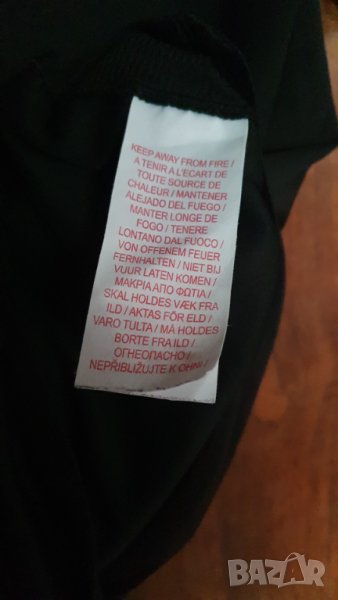 KEEP AWAY FROM FIRE /
A TENIR A L'ECART DE
TOUTE SOURCE DE
CHALEUR / MANTENER
ALEJADO DEL FUEGO /
MANTER LONGE DE
FOGO / TENERE
LONTANO DAL FUOCO /
VON OFFENEM FEUER
FERNHALTEN / NIET BIJ
VUUR LATEN KOMEN /
ΜΑΚΡΙΑ ΑΠΟ ΦΩΤΙΑ /
SKAL HOLDES VÆK FRA
ILD / AKTAS FÖR ELD /
VARO TULTA / MÅ HOLDES
BORTE FRA ILD /
ОГНЕОПАСНО /
NEPŘIBLIŽUJTE K OHNI /
BAZAR